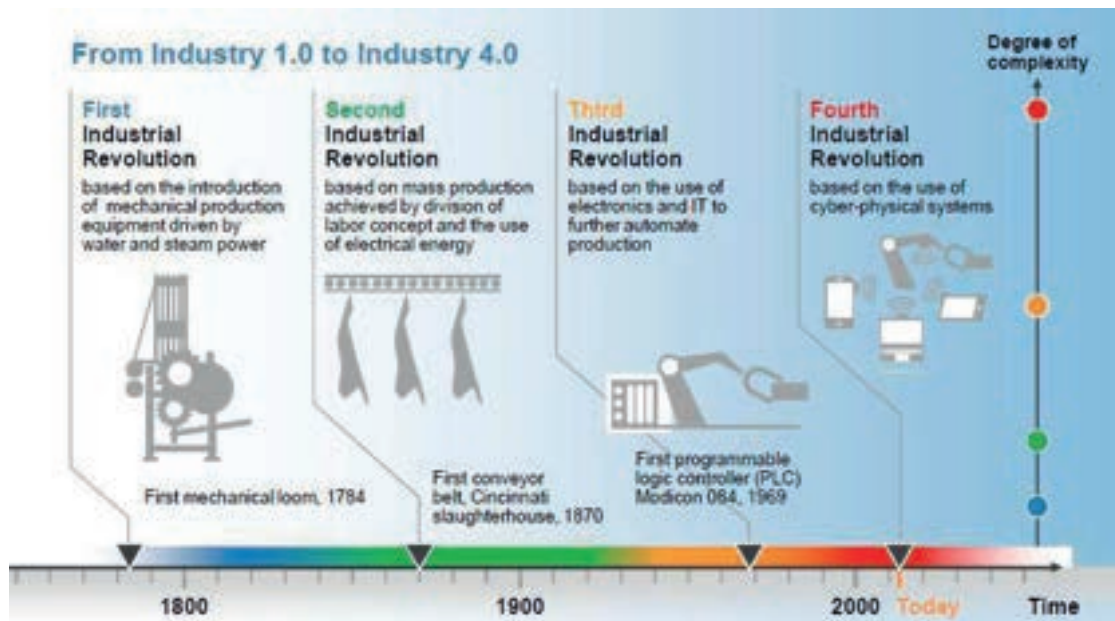 From Industry 1.0 to Industry 4.0
Degree of
complexity
First
Industrial
Revolution
based on the introduction
of mechanical production
equipment driven by
water and steam power
Second
Industrial
Revolution
based on mass production
achieved by division of
labor concept and the use
of electrical energy
Third
Industrial
Revolution
based on the use of
electronics and IT to
further automate
production
Fourth
Industrial
Revolution
based on the use of
cyber-physical systems
First mechanical loom, 1784
First conveyor
belt, Cincinnati
slaughterhouse, 1870
First programmable
logic controller (PLC)
Modicon 084, 1969
1800
1900
2000
Today
Time